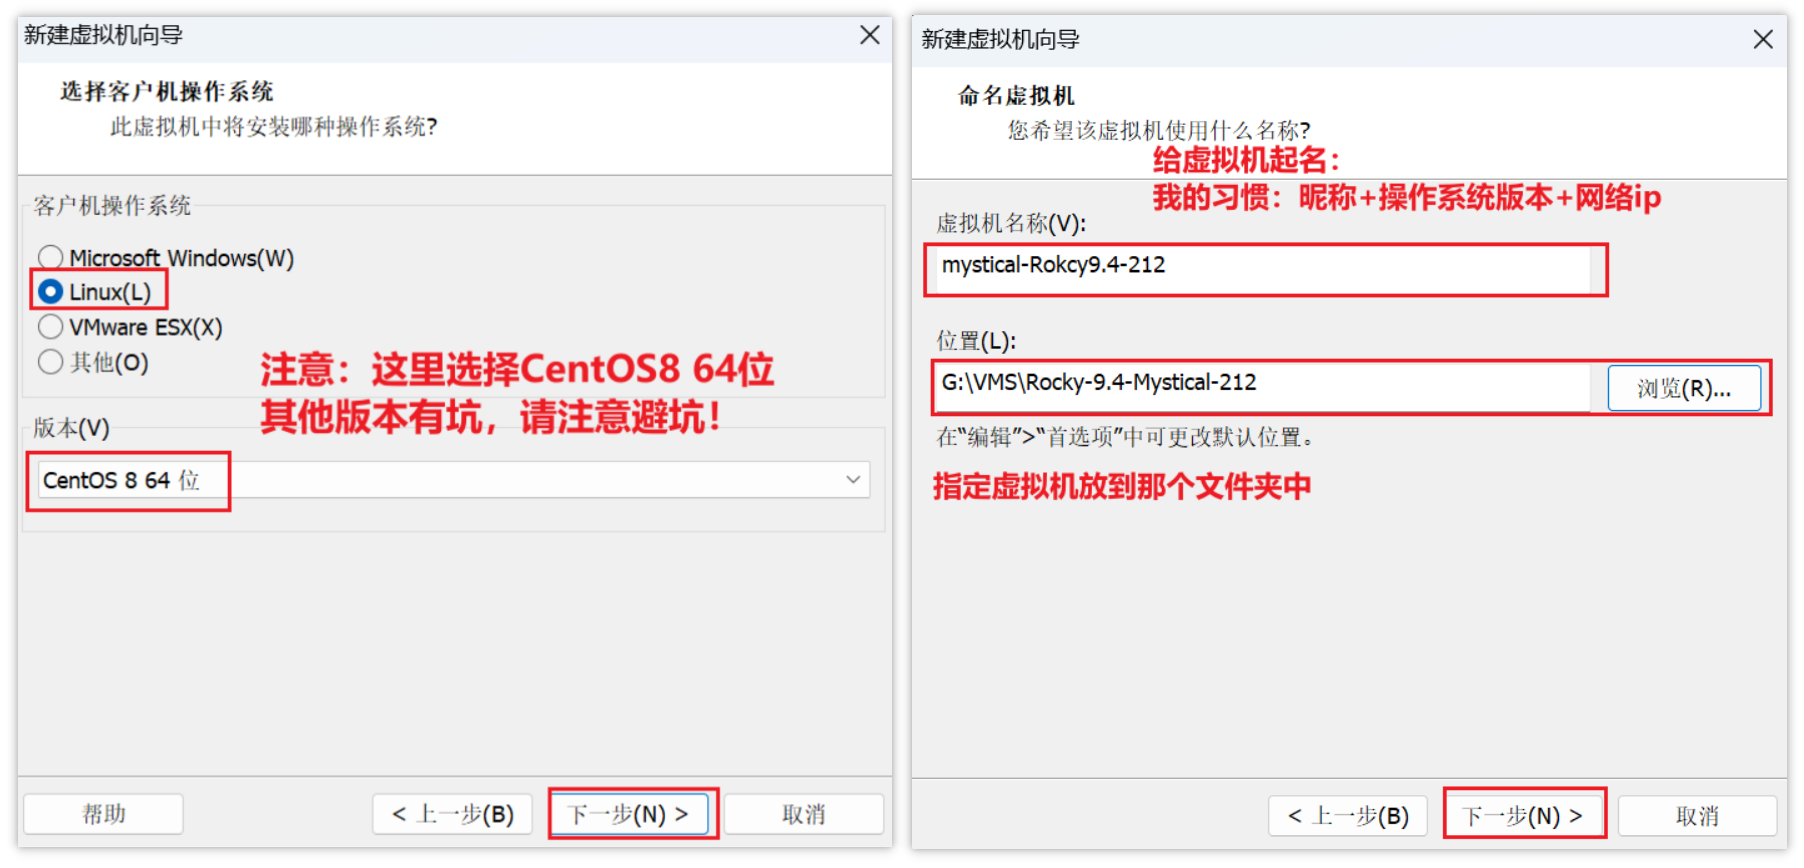 新建虚拟机向导
选择客户机操作系统
此虚拟机中将安装哪种操作系统?
客户机操作系统
Microsoft Windows(W)
Linux(L)
VMware ESX(X)
其他(O)
注意：这里选择CentOS8 64位
其他版本有坑，请注意避坑！
版本(V)
CentOS 8 64 位
帮助
< 上一步(B)
下一步(N) >
取消
新建虚拟机向导
命名虚拟机
您希望该虚拟机使用什么名称?
给虚拟机起名：
我的习惯：昵称+操作系统版本+网络ip
虚拟机名称(V):
mystical-Rokcy9.4-212
位置(L):
G:\VMS\Rocky-9.4-Mystical-212
浏览(R)...
在“编辑”>“首选项”中可更改默认位置。
指定虚拟机放到那个文件夹中
< 上一步(B)
下一步(N) >
取消